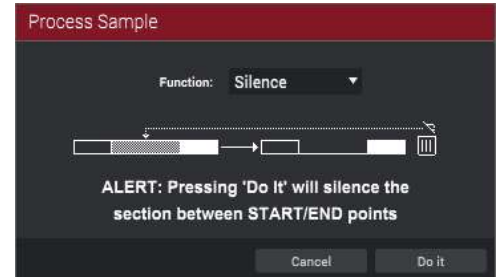 Process Sample
Function: Silence
ALERT: Pressing 'Do It' will silence the
section between START/END points
Cancel Do it